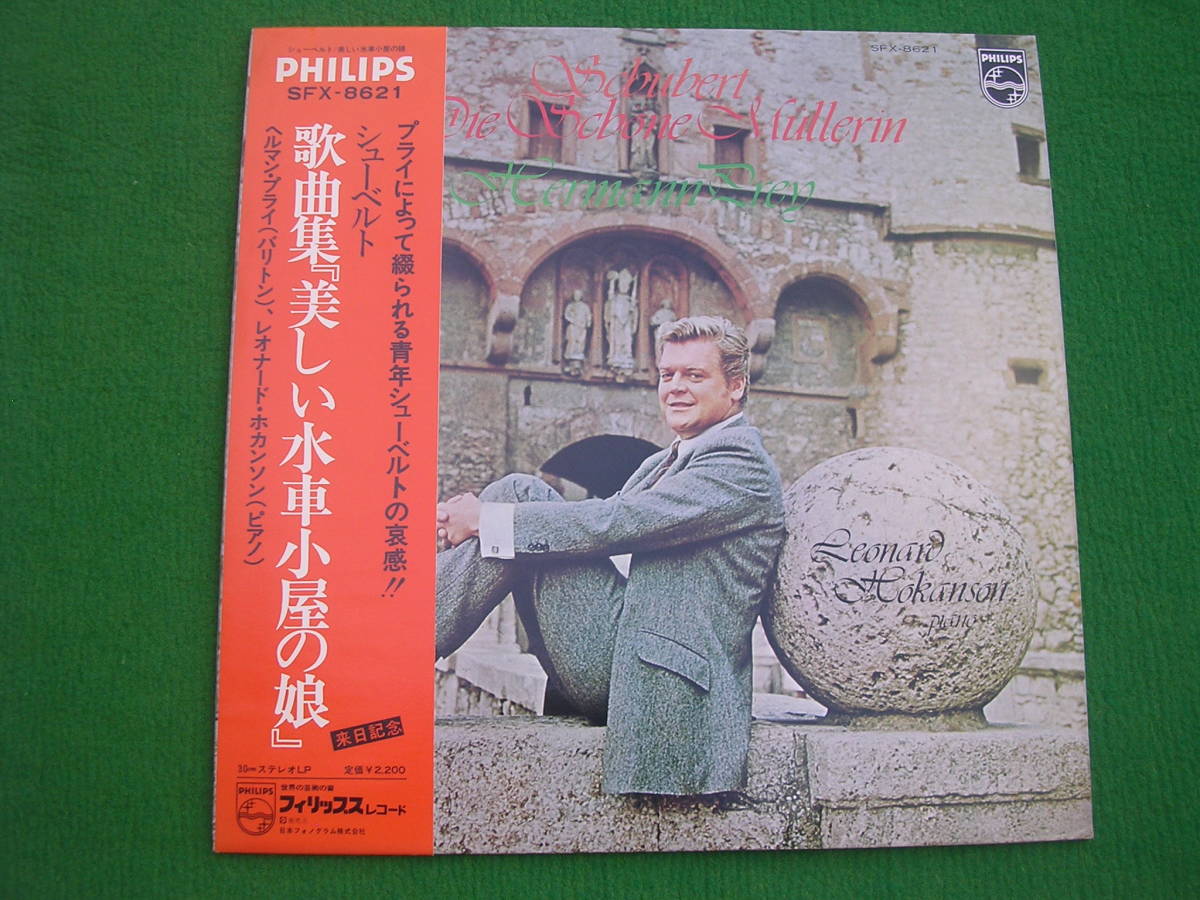 シューベルト/美しい水車小屋の娘
PHILIPS
SFX-8621
プライによって綴られる青年シューベルトの哀感!!
シューベルト
歌曲集『美しい水車小屋の娘』
ヘルマン・プライ(バリトン)、レオナード・ホカンソン(ピアノ)
来日記念
30cmステレオLP
定価¥2,200
PHILIPS
世界の芸術の宴
フィリップスレコード
日本フォノグラム株式会社
SFX-8621
PHILIPS
Schubert
Die Schöne Müllerin
Hermann Prey
Leonard
Hokanson
piano